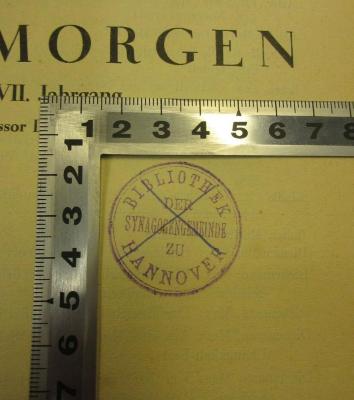 MORGEN
VII. Jahrgang
1 2 3 4 5 6 7 8
1
2
3
4
5
6
7
BIBLIOTHEK
DER
SYNAGOGENGEMEINDE
ZU
HANNOVER